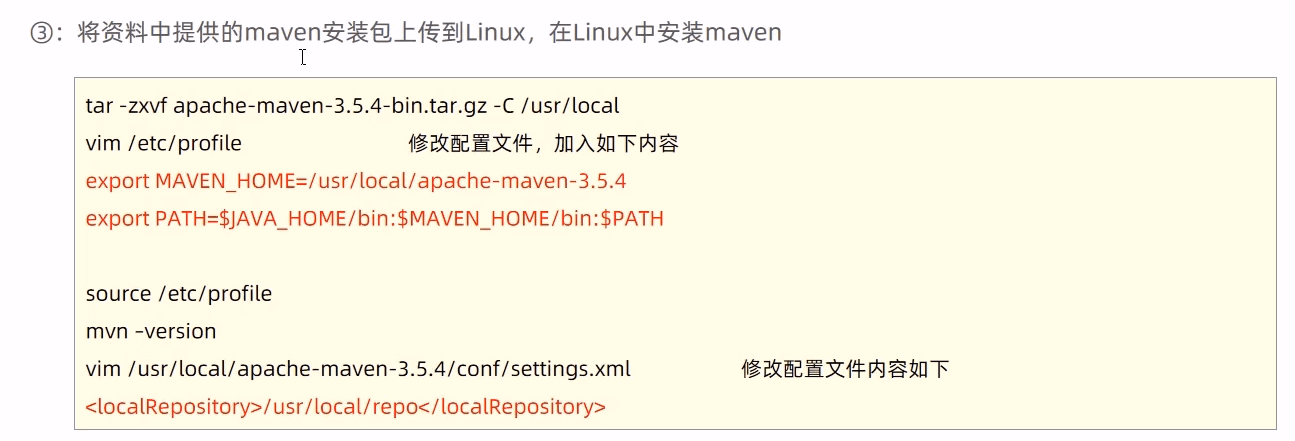 ③：将资料中提供的maven安装包上传到Linux，在Linux中安装maven
tar -zxvf apache-maven-3.5.4-bin.tar.gz -C /usr/local
vim /etc/profile 修改配置文件，加入如下内容
export MAVEN_HOME=/usr/local/apache-maven-3.5.4
export PATH=$JAVA_HOME/bin:$MAVEN_HOME/bin:$PATH
source /etc/profile
mvn –version
vim /usr/local/apache-maven-3.5.4/conf/settings.xml 修改配置文件内容如下
<localRepository>/usr/local/repo</localRepository>